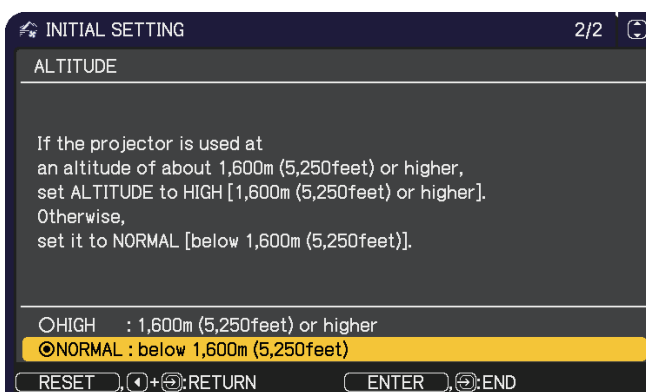 INITIAL SETTING 2/2
ALTITUDE
If the projector is used at
an altitude of about 1,600m (5,250feet) or higher,
set ALTITUDE to HIGH [1,600m (5,250feet) or higher].
Otherwise,
set it to NORMAL [below 1,600m (5,250feet)].
HIGH : 1,600m (5,250feet) or higher
NORMAL : below 1,600m (5,250feet)
RESET , + :RETURN ENTER , :END